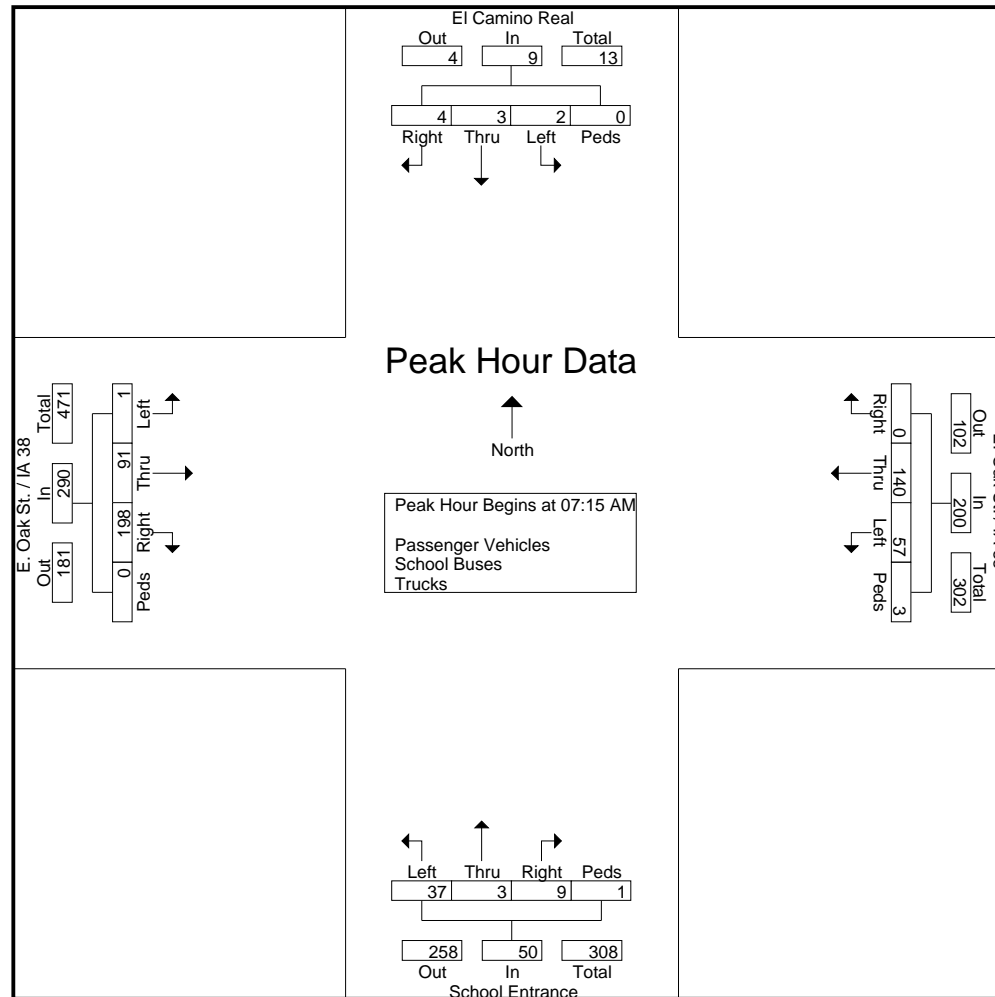 El Camino Real
Out In Total
4 9 13
4 3 2 0
Right Thru Left Peds
Peak Hour Data
North
Peak Hour Begins at 07:15 AM
Passenger Vehicles
School Buses
Trucks
E. Oak St. / IA 38
Total In Out
471 290 181
1 91 198 0
Left Thru Right Peds
Right Thru Left Peds
0 140 57 3
102 200 302
Out In Total
Left Thru Right Peds
37 3 9 1
258 50 308
Out In Total
School Entrance